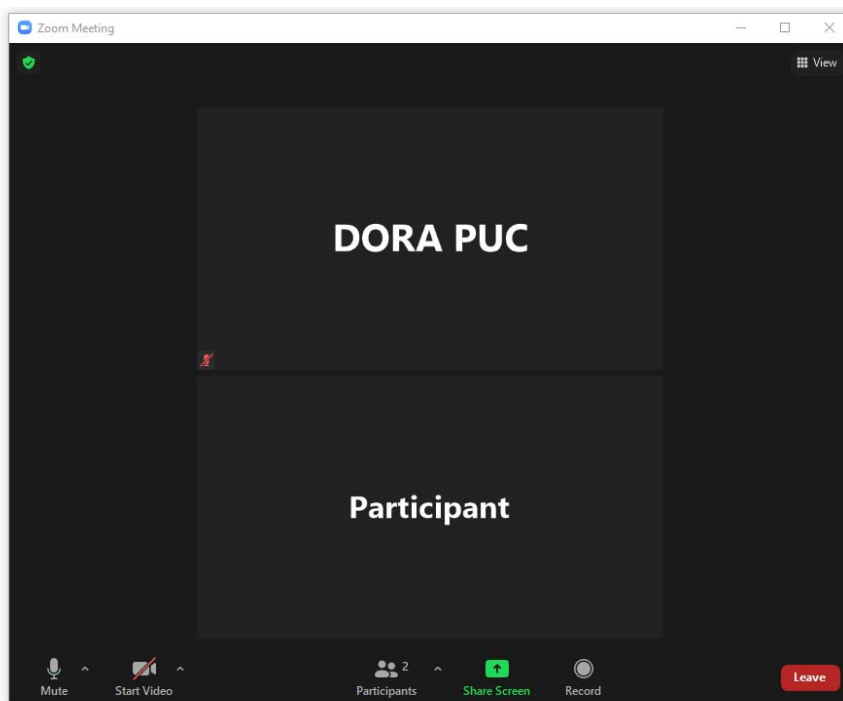 Zoom Meeting
View
DORA PUC
Participant
2
Mute
Start Video
Participants
Share Screen
Record
Leave